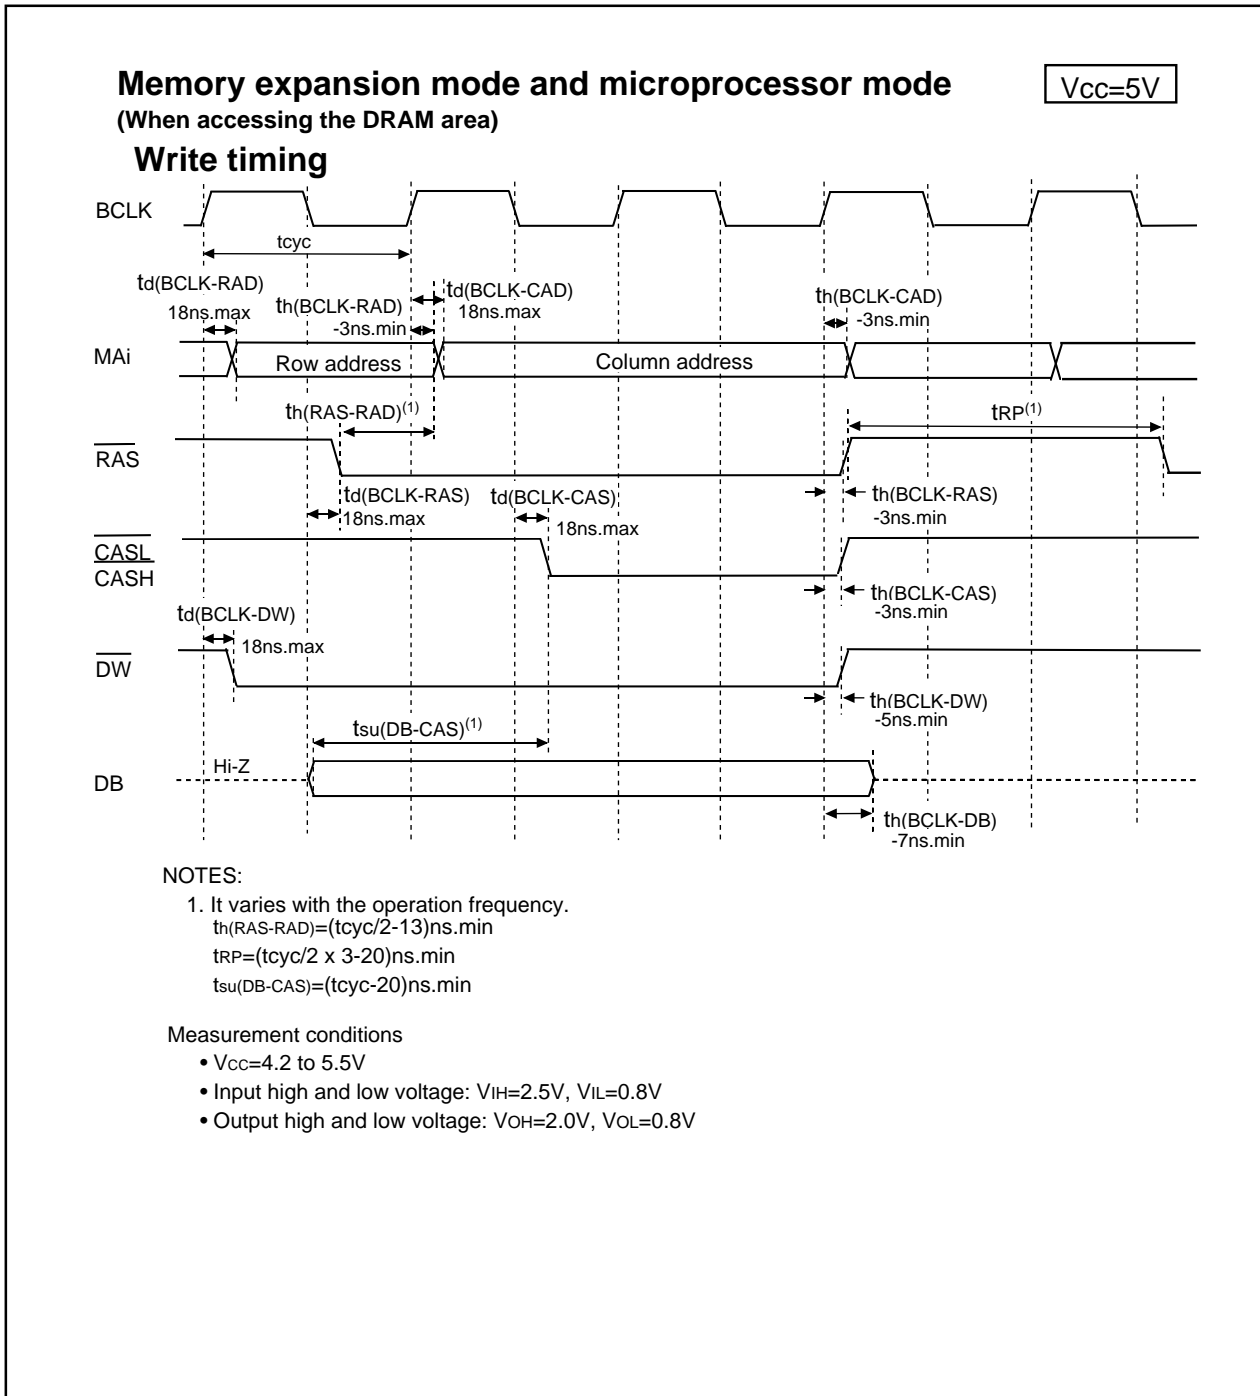 Memory expansion mode and microprocessor mode
Vcc=5V
(When accessing the DRAM area)
Write timing
BCLK
tcyc
td(BCLK-RAD)
18ns.max
th(BCLK-RAD)
-3ns.min
td(BCLK-CAD)
18ns.max
th(BCLK-CAD)
-3ns.min
MAi
Row address
Column address
th(RAS-RAD)(1)
tRP(1)
RAS
td(BCLK-RAS)
18ns.max
td(BCLK-CAS)
18ns.max
th(BCLK-RAS)
-3ns.min
CASL
CASH
th(BCLK-CAS)
-3ns.min
td(BCLK-DW)
18ns.max
DW
th(BCLK-DW)
-5ns.min
tsu(DB-CAS)(1)
Hi-Z
DB
th(BCLK-DB)
-7ns.min
NOTES:
1. It varies with the operation frequency.
th(RAS-RAD)=(tcyc/2-13)ns.min
tRP=(tcyc/2 x 3-20)ns.min
tsu(DB-CAS)=(tcyc-20)ns.min
Measurement conditions
• VCC=4.2 to 5.5V
• Input high and low voltage: VIH=2.5V, VIL=0.8V
• Output high and low voltage: VOH=2.0V, VOL=0.8V